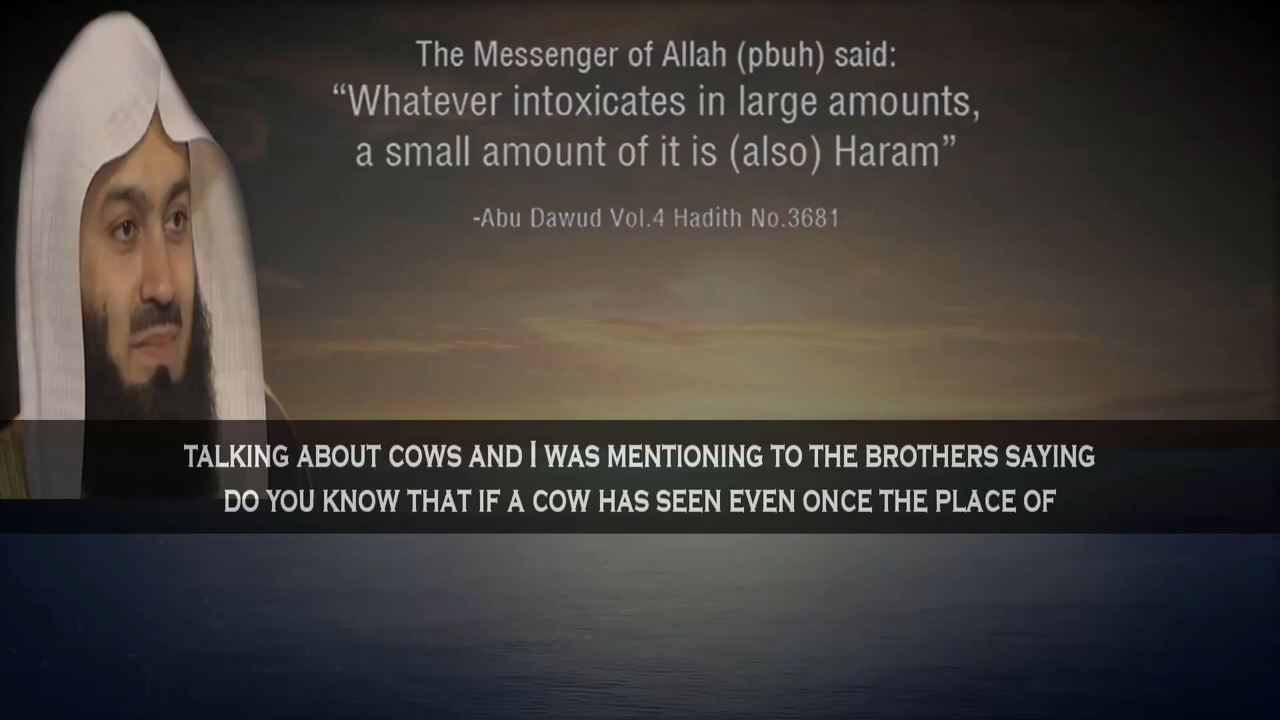 The Messenger of Allah (pbuh) said:
“Whatever intoxicates in large amounts,
a small amount of it is (also) Haram”
-Abu Dawud Vol.4 Hadith No.3681
TALKING ABOUT COWS AND I WAS MENTIONING TO THE BROTHERS SAYING
DO YOU KNOW THAT IF A COW HAS SEEN EVEN ONCE THE PLACE OF